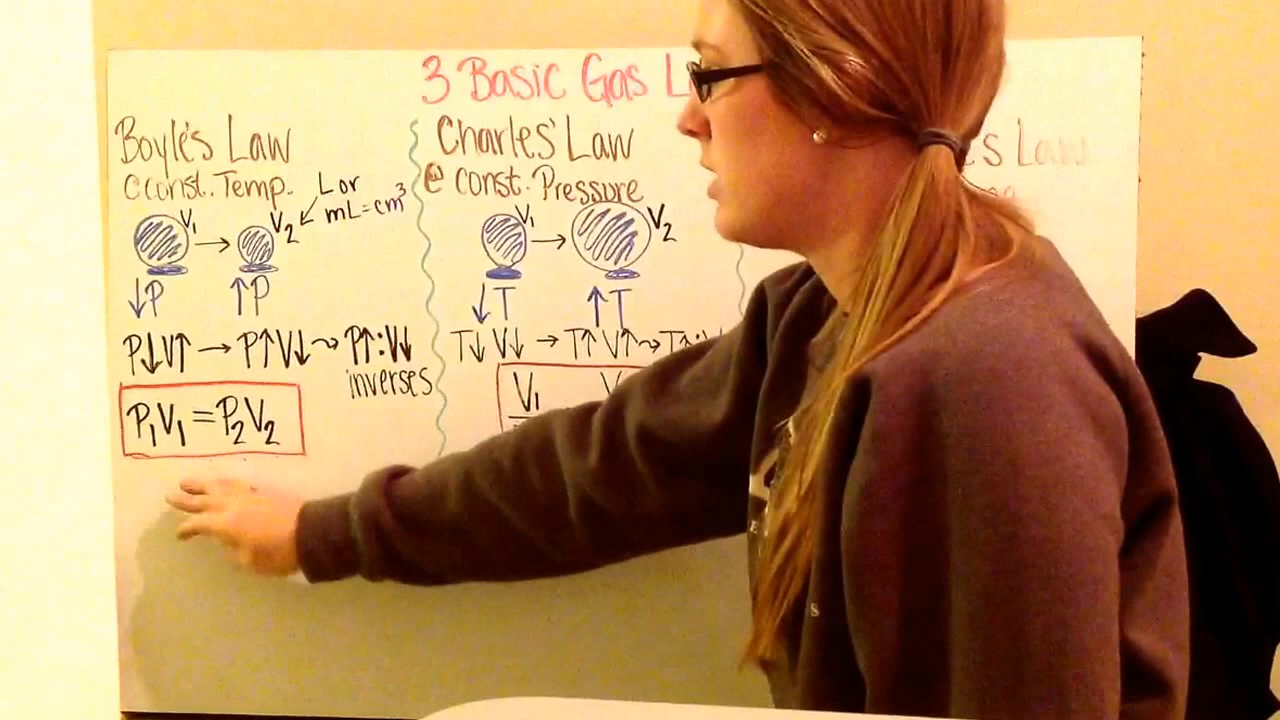 3 Basic Gas
Boyle's Law
@const. Temp.
L or
mL=cm³
V₁ → V₂
↓P ↑P
P↓V↑ → P↑V↓ ⤳ P↑:V↓
inverses
P₁V₁ = P₂V₂
Charles' Law
@ const. Pressure
V₁ → V₂
↓T ↑T
T↓ V↓ → T↑ V↑ ⤳ T↑:
V₁
Law